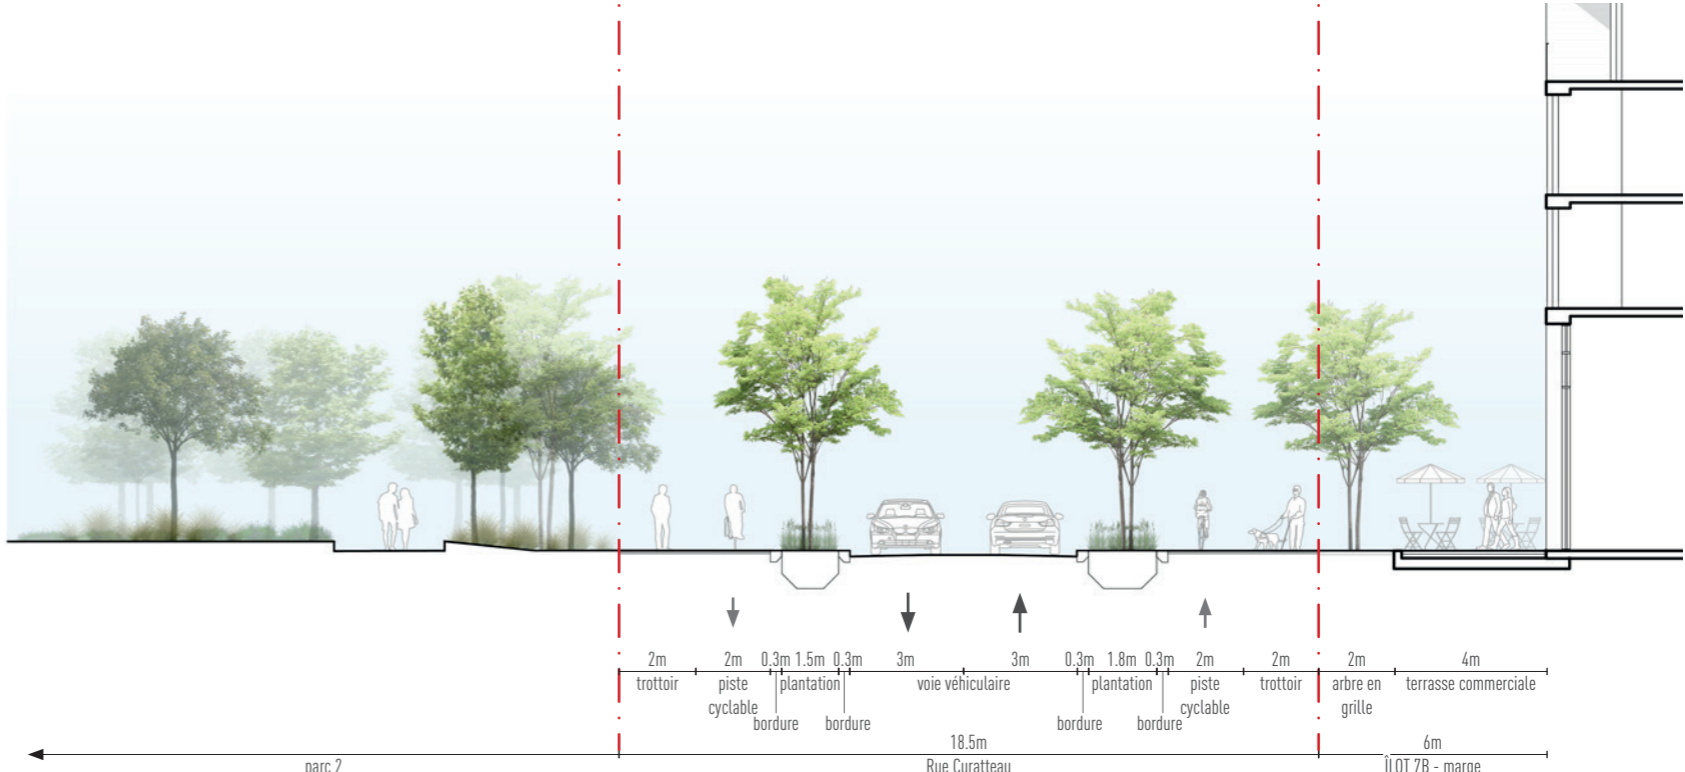 2m 2m 0.3m 1.5m 0.3m 3m 3m 0.3m 1.8m 0.3m 2m 2m 2m 4m
trottoir piste plantation voie véhiculaire plantation piste trottoir arbre en terrasse commerciale
cyclable cyclable grille
bordure bordure bordure bordure
18.5m 6m
parc 2 Rue Curatteau ÎLOT 7B - marge